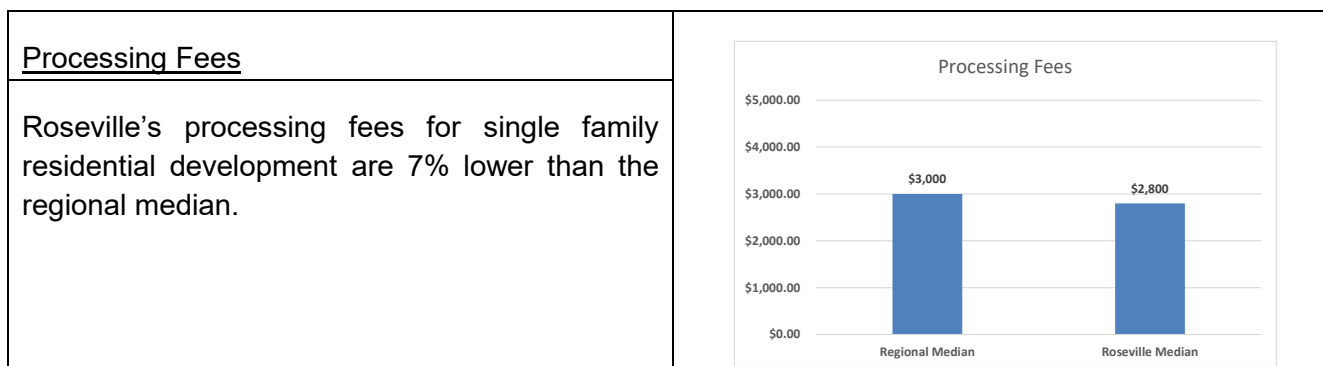 Processing Fees
Roseville’s processing fees for single family
residential development are 7% lower than the
regional median.
Processing Fees
$5,000.00
$4,000.00
$3,000.00
$2,000.00
$1,000.00
$0.00
$3,000
$2,800
Regional Median
Roseville Median